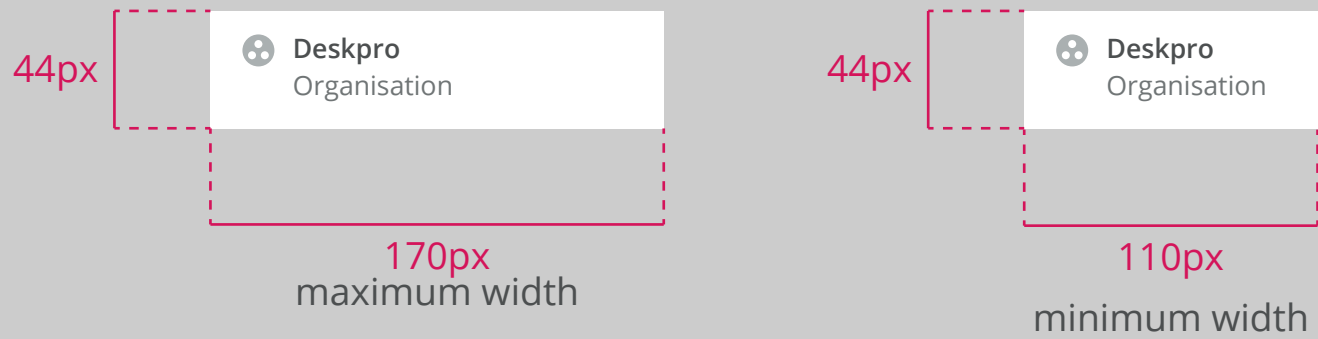 44px
Deskpro
Organisation
170px
maximum width
44px
Deskpro
Organisation
110px
minimum width